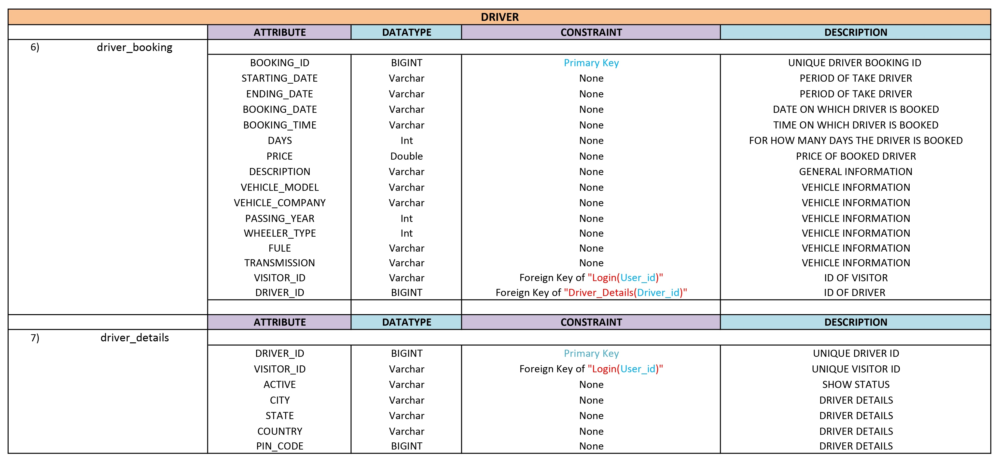 DRIVER
ATTRIBUTE DATATYPE CONSTRAINT DESCRIPTION
6) driver_booking
BOOKING_ID BIGINT Primary Key UNIQUE DRIVER BOOKING ID
STARTING_DATE Varchar None PERIOD OF TAKE DRIVER
ENDING_DATE Varchar None PERIOD OF TAKE DRIVER
BOOKING_DATE Varchar None DATE ON WHICH DRIVER IS BOOKED
BOOKING_TIME Varchar None TIME ON WHICH DRIVER IS BOOKED
DAYS Int None FOR HOW MANY DAYS THE DRIVER IS BOOKED
PRICE Double None PRICE OF BOOKED DRIVER
DESCRIPTION Varchar None GENERAL INFORMATION
VEHICLE_MODEL Varchar None VEHICLE INFORMATION
VEHICLE_COMPANY Varchar None VEHICLE INFORMATION
PASSING_YEAR Int None VEHICLE INFORMATION
WHEELER_TYPE Int None VEHICLE INFORMATION
FULE Varchar None VEHICLE INFORMATION
TRANSMISSION Varchar None VEHICLE INFORMATION
VISITOR_ID Varchar Foreign Key of "Login(User_id)" ID OF VISITOR
DRIVER_ID BIGINT Foreign Key of "Driver_Details(Driver_id)" ID OF DRIVER
ATTRIBUTE DATATYPE CONSTRAINT DESCRIPTION
7) driver_details
DRIVER_ID BIGINT Primary Key UNIQUE DRIVER ID
VISITOR_ID Varchar Foreign Key of "Login(User_id)" UNIQUE VISITOR ID
ACTIVE Varchar None SHOW STATUS
CITY Varchar None DRIVER DETAILS
STATE Varchar None DRIVER DETAILS
COUNTRY Varchar None DRIVER DETAILS
PIN_CODE BIGINT None DRIVER DETAILS